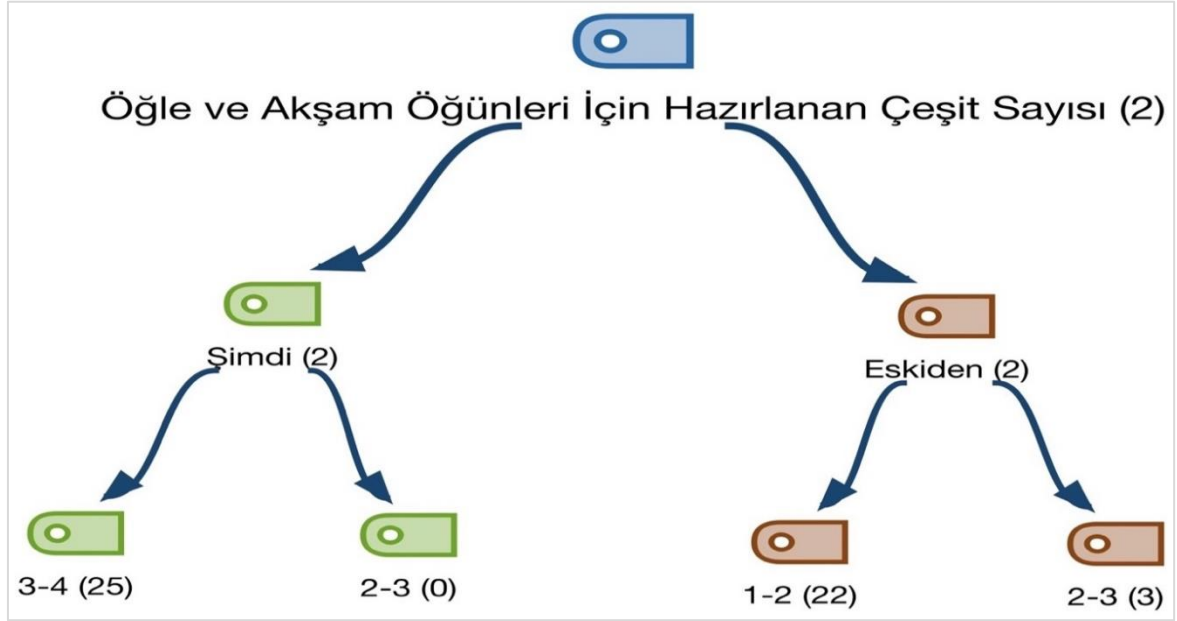 Öğle ve Akşam Öğünleri İçin Hazırlanan Çeşit Sayısı (2)
Şimdi (2)
Eskiden (2)
3-4 (25)
2-3 (0)
1-2 (22)
2-3 (3)